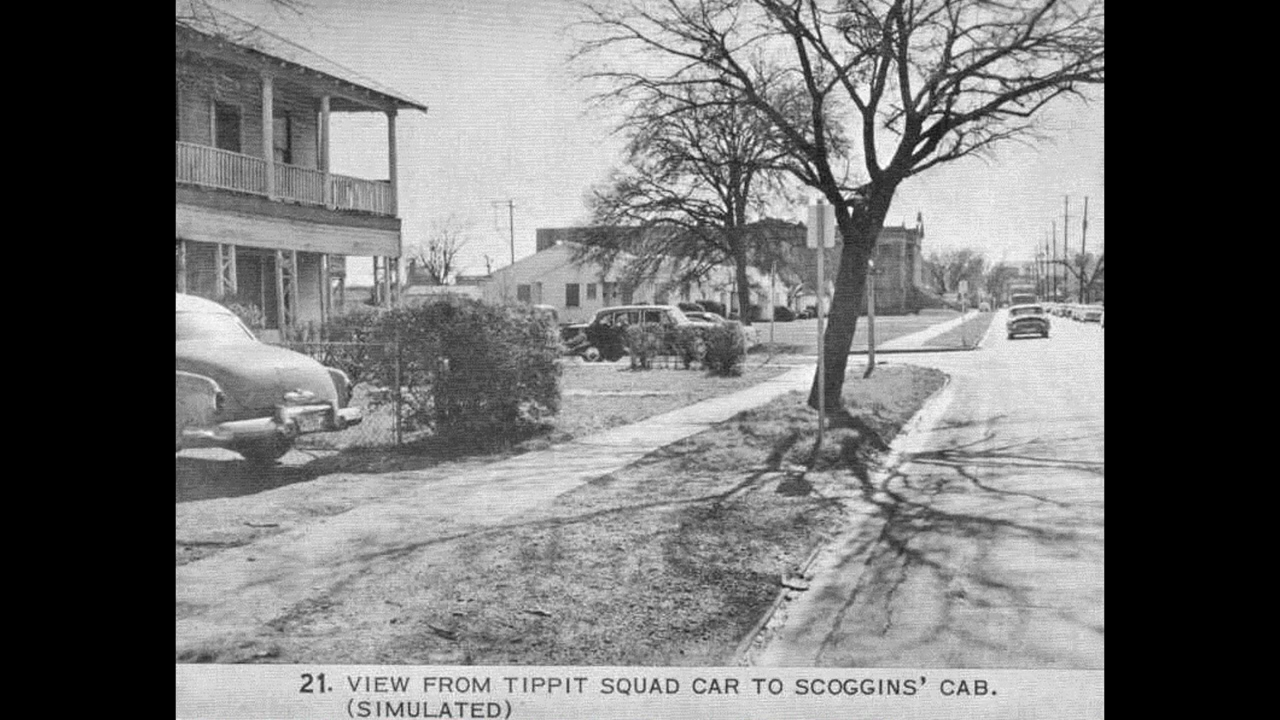 21. VIEW FROM TIPPIT SQUAD CAR TO SCOGGINS' CAB.
(SIMULATED)